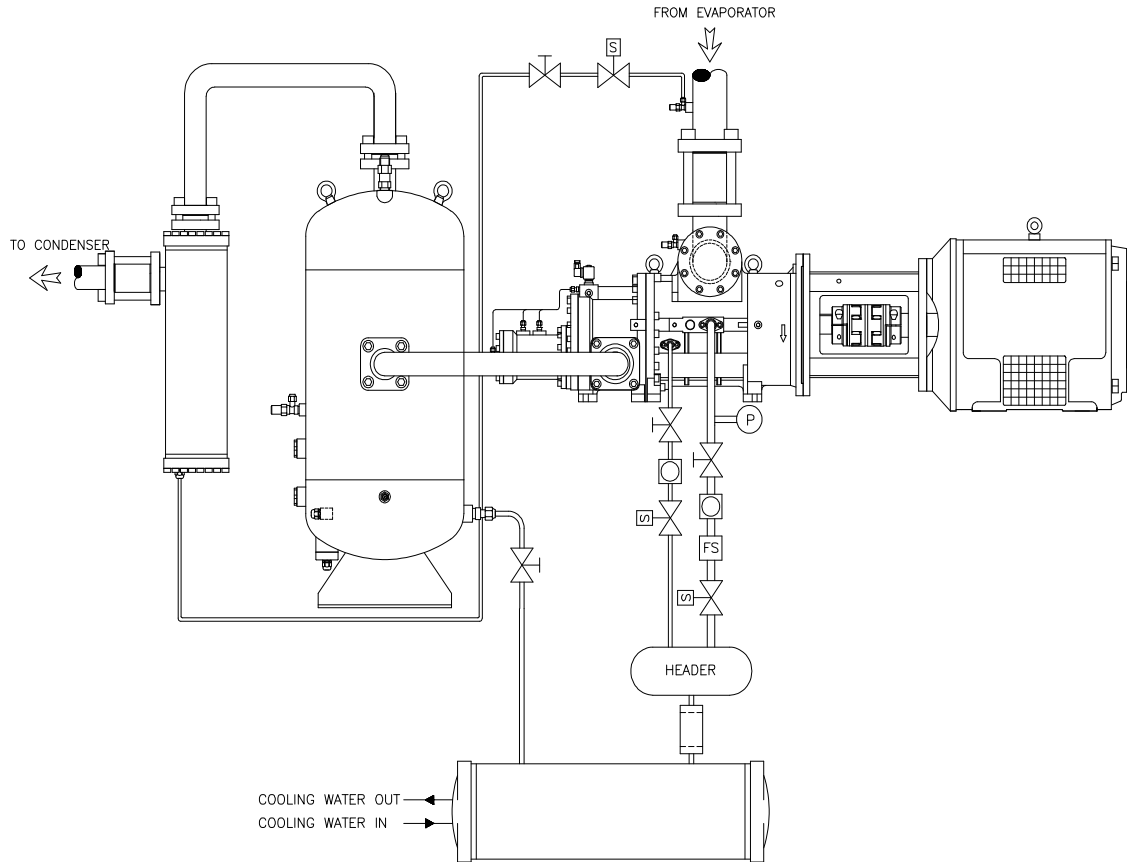 FROM EVAPORATOR
S
TO CONDENSER
P
S
FS
S
HEADER
COOLING WATER OUT
COOLING WATER IN